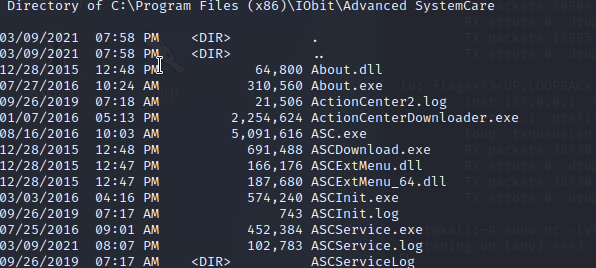 Directory of C:\Program Files (x86)\IObit\Advanced SystemCare
03/09/2021  07:58 PM    <DIR>          .
03/09/2021  07:58 PM    <DIR>          ..
12/28/2015  12:48 PM            64,800 About.dll
07/27/2016  10:24 AM           310,560 About.exe
09/26/2019  07:18 AM            21,506 ActionCenter2.log
01/07/2016  05:13 PM         2,254,624 ActionCenterDownloader.exe
08/16/2016  10:03 AM         5,091,616 ASC.exe
12/28/2015  12:48 PM           691,488 ASCDownload.exe
12/28/2015  12:47 PM           166,176 ASCExtMenu.dll
12/28/2015  12:47 PM           187,680 ASCExtMenu_64.dll
03/03/2016  04:16 PM           574,240 ASCInit.exe
09/26/2019  07:17 AM               743 ASCInit.log
07/25/2016  09:01 AM           452,384 ASCService.exe
03/09/2021  08:07 PM           102,783 ASCService.log
09/26/2019  07:17 AM    <DIR>          ASCServiceLog